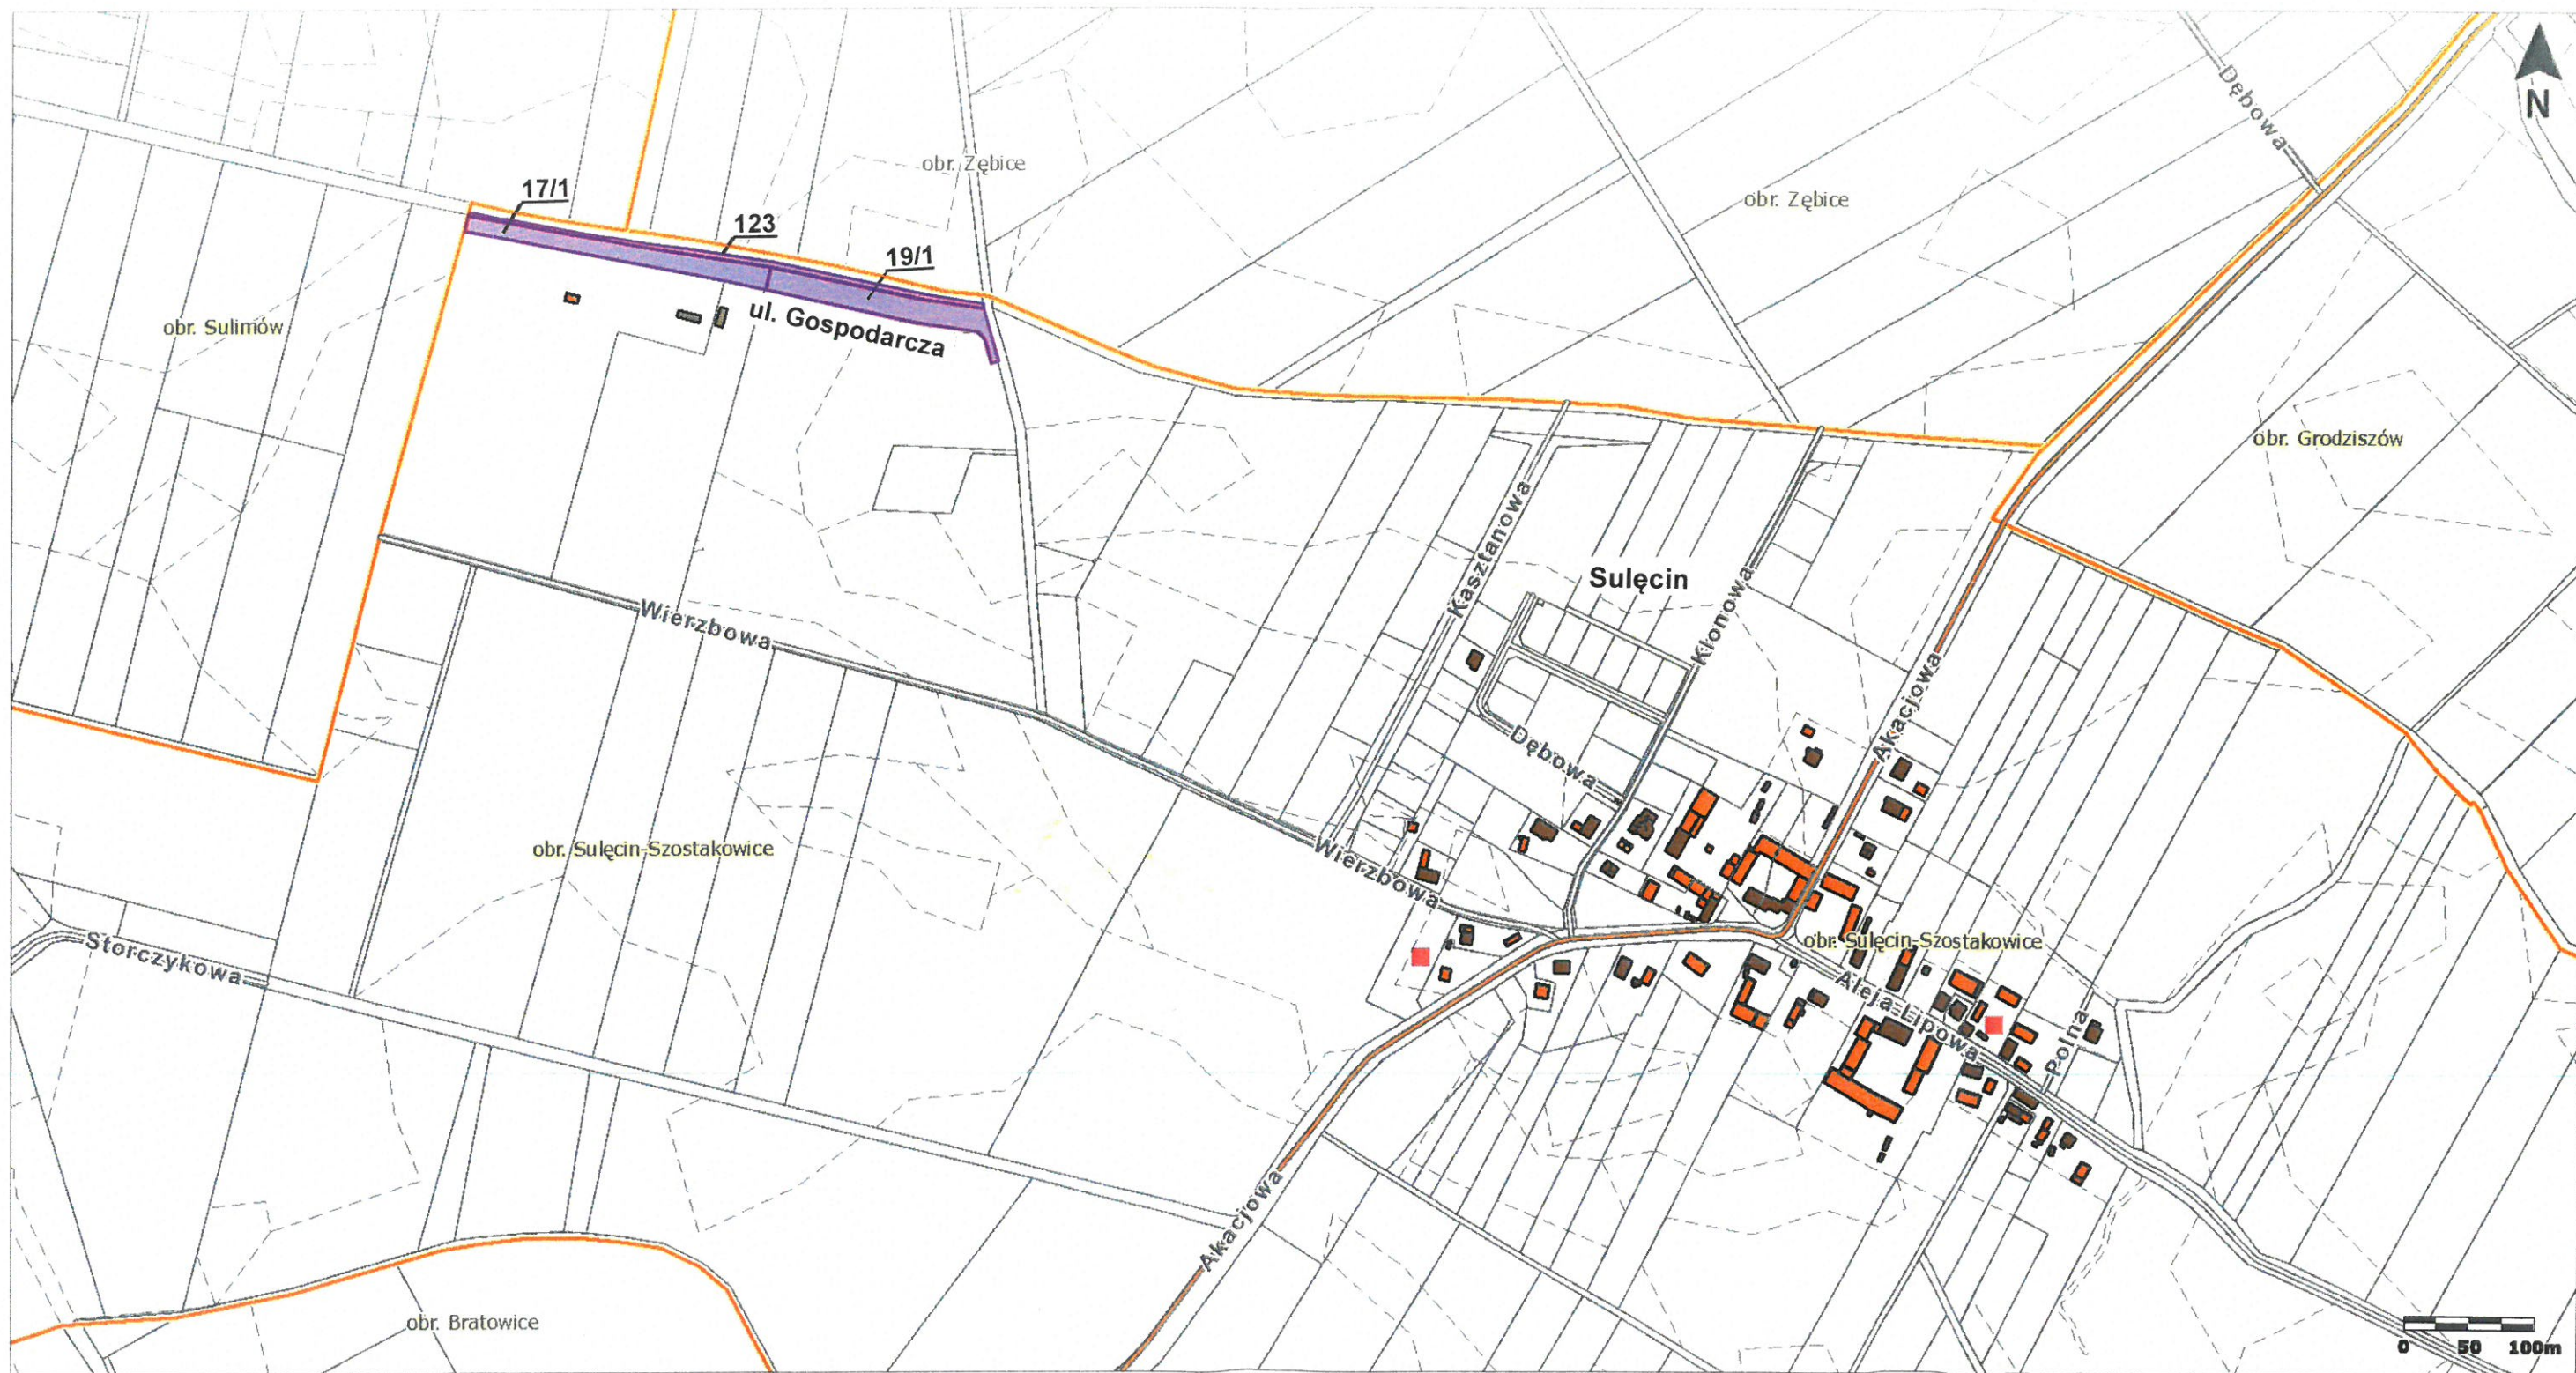 Dębowa
N
obr. Zębice
17/1
obr. Zębice
123
19/1
obr. Sulimów
ul. Gospodarcza
obr. Grodziszów
Kasztanowa
Sulęcin
Klonowa
Wierzbowa
Akacjowa
Dębowa
obr. Sulęcin-Szostakowice
Wierzbowa
Storczykowa
obr. Sulęcin-Szostakowice
Aleja Lipowa
Polna
Akacjowa
obr. Bratowice
0 50 100m